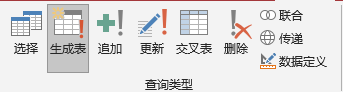 选择 生成表 追加 更新 交叉表 删除
联合
传递
数据定义
查询类型